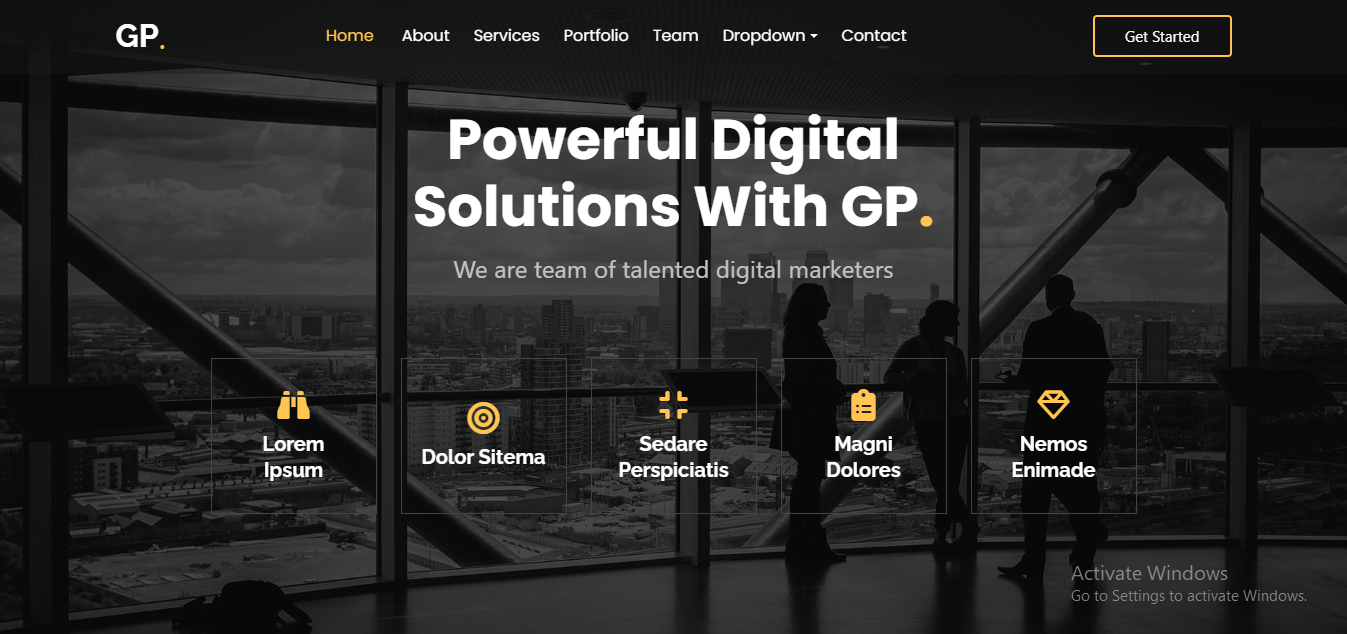 GP.
Home About Services Portfolio Team Dropdown Contact
Get Started
Powerful Digital
Solutions With GP.
We are team of talented digital marketers
Lorem
Ipsum
Dolor Sitema
Sedare
Perspiciatis
Magni
Dolores
Nemos
Enimade
Activate Windows
Go to Settings to activate Windows.